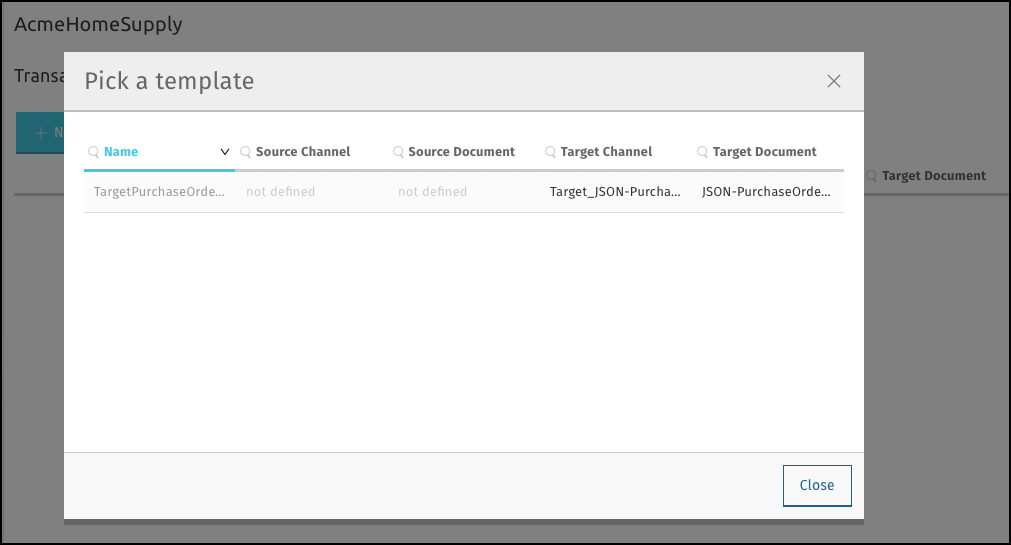 AcmeHomeSupply
Pick a template
Name Source Channel Source Document Target Channel Target Document
TargetPurchaseOrde... not defined not defined Target_JSON-Purcha... JSON-PurchaseOrde...
Target Document
Close